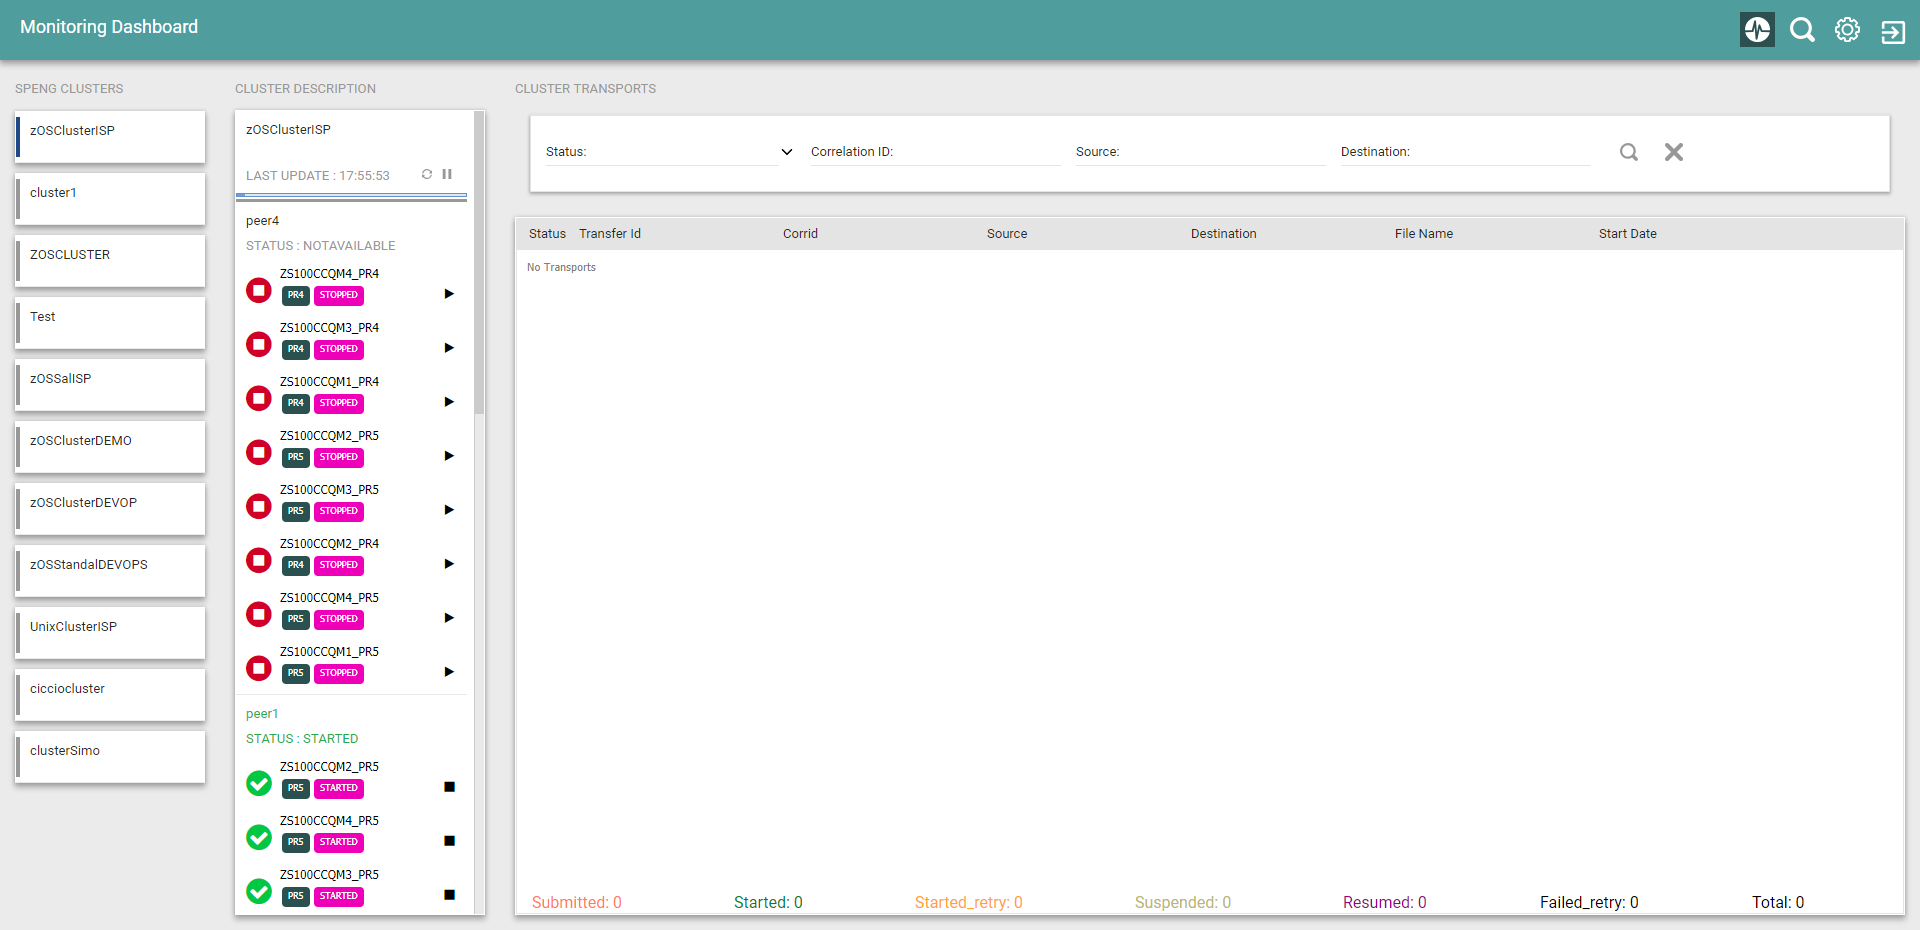 Monitoring Dashboard
SPENG CLUSTERS
zOSClusterISP
cluster1
ZOSCLUSTER
Test
zOSSalISP
zOSClusterDEMO
zOSClusterDEVOP
zOSStandalDEVOPS
UnixClusterISP
cicciocluster
clusterSimo
CLUSTER DESCRIPTION
zOSClusterISP
LAST UPDATE : 17:55:53
peer4
STATUS : NOTAVAILABLE
ZS100CCQM4_PR4
PR4 STOPPED
ZS100CCQM3_PR4
PR4 STOPPED
ZS100CCQM1_PR4
PR4 STOPPED
ZS100CCQM2_PR5
PR5 STOPPED
ZS100CCQM3_PR5
PR5 STOPPED
ZS100CCQM2_PR4
PR4 STOPPED
ZS100CCQM4_PR5
PR5 STOPPED
ZS100CCQM1_PR5
PR5 STOPPED
peer1
STATUS : STARTED
ZS100CCQM2_PR5
PR5 STARTED
ZS100CCQM4_PR5
PR5 STARTED
ZS100CCQM3_PR5
PR5 STARTED
CLUSTER TRANSPORTS
Status: Correlation ID: Source: Destination:
Status Transfer Id Corrid Source Destination File Name Start Date
No Transports
Submitted: 0 Started: 0 Started_retry: 0 Suspended: 0 Resumed: 0 Failed_retry: 0 Total: 0